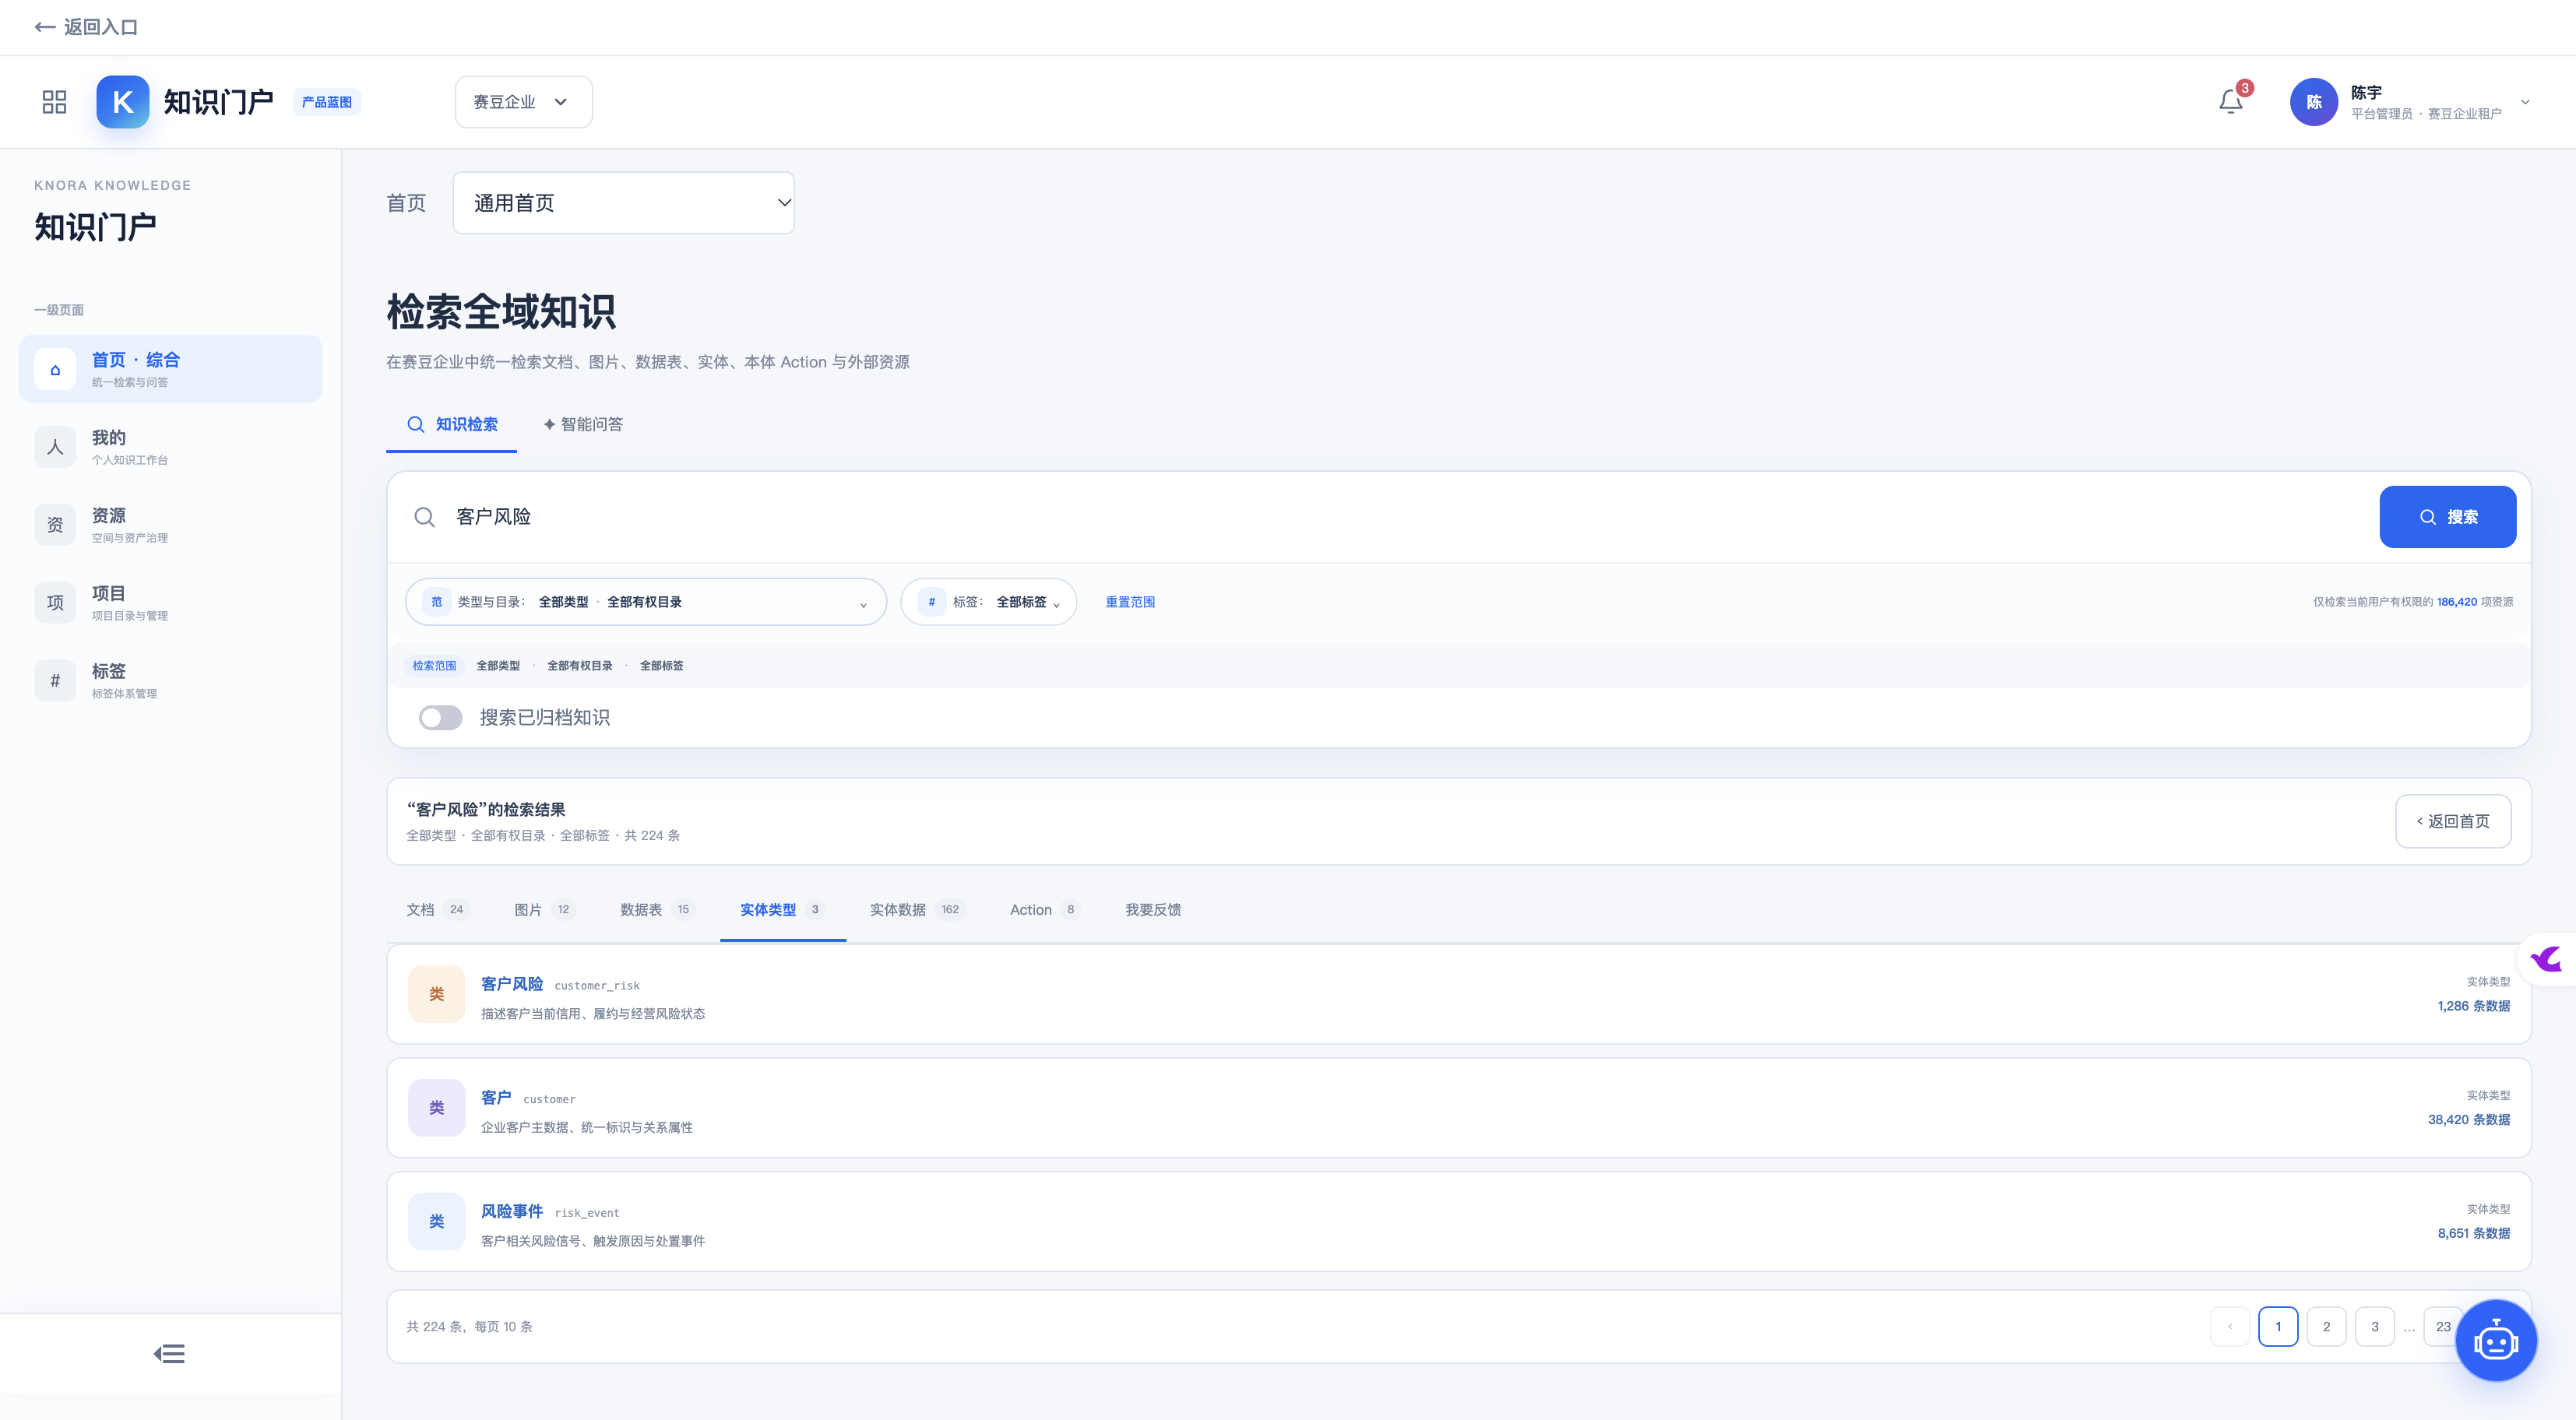 返回入口
K 知识门户 产品蓝图 赛豆企业
3
陈 陈宇
平台管理员 · 赛豆企业租户
KNORA KNOWLEDGE
知识门户
一级页面
首页 · 综合
统一检索与问答
人 我的
个人知识工作台
资 资源
空间与资产治理
项 项目
项目目录与管理
# 标签
标签体系管理
首页 通用首页
检索全域知识
在赛豆企业中统一检索文档、图片、数据表、实体、本体 Action 与外部资源
知识检索 智能问答
客户风险 搜索
范 类型与目录: 全部类型 · 全部有权目录 # 标签: 全部标签 重置范围 仅检索当前用户有权限的 186,420 项资源
检索范围 全部类型 · 全部有权目录 · 全部标签
搜索已归档知识
“客户风险”的检索结果
全部类型 · 全部有权目录 · 全部标签 · 共 224 条
‹ 返回首页
文档 24 图片 12 数据表 15 实体类型 3 实体数据 162 Action 8 我要反馈
类 客户风险 customer_risk
描述客户当前信用、履约与经营风险状态
实体类型
1,286 条数据
类 客户 customer
企业客户主数据、统一标识与关系属性
实体类型
38,420 条数据
类 风险事件 risk_event
客户相关风险信号、触发原因与处置事件
实体类型
8,651 条数据
共 224 条，每页 10 条 ‹ 1 2 3 ... 23